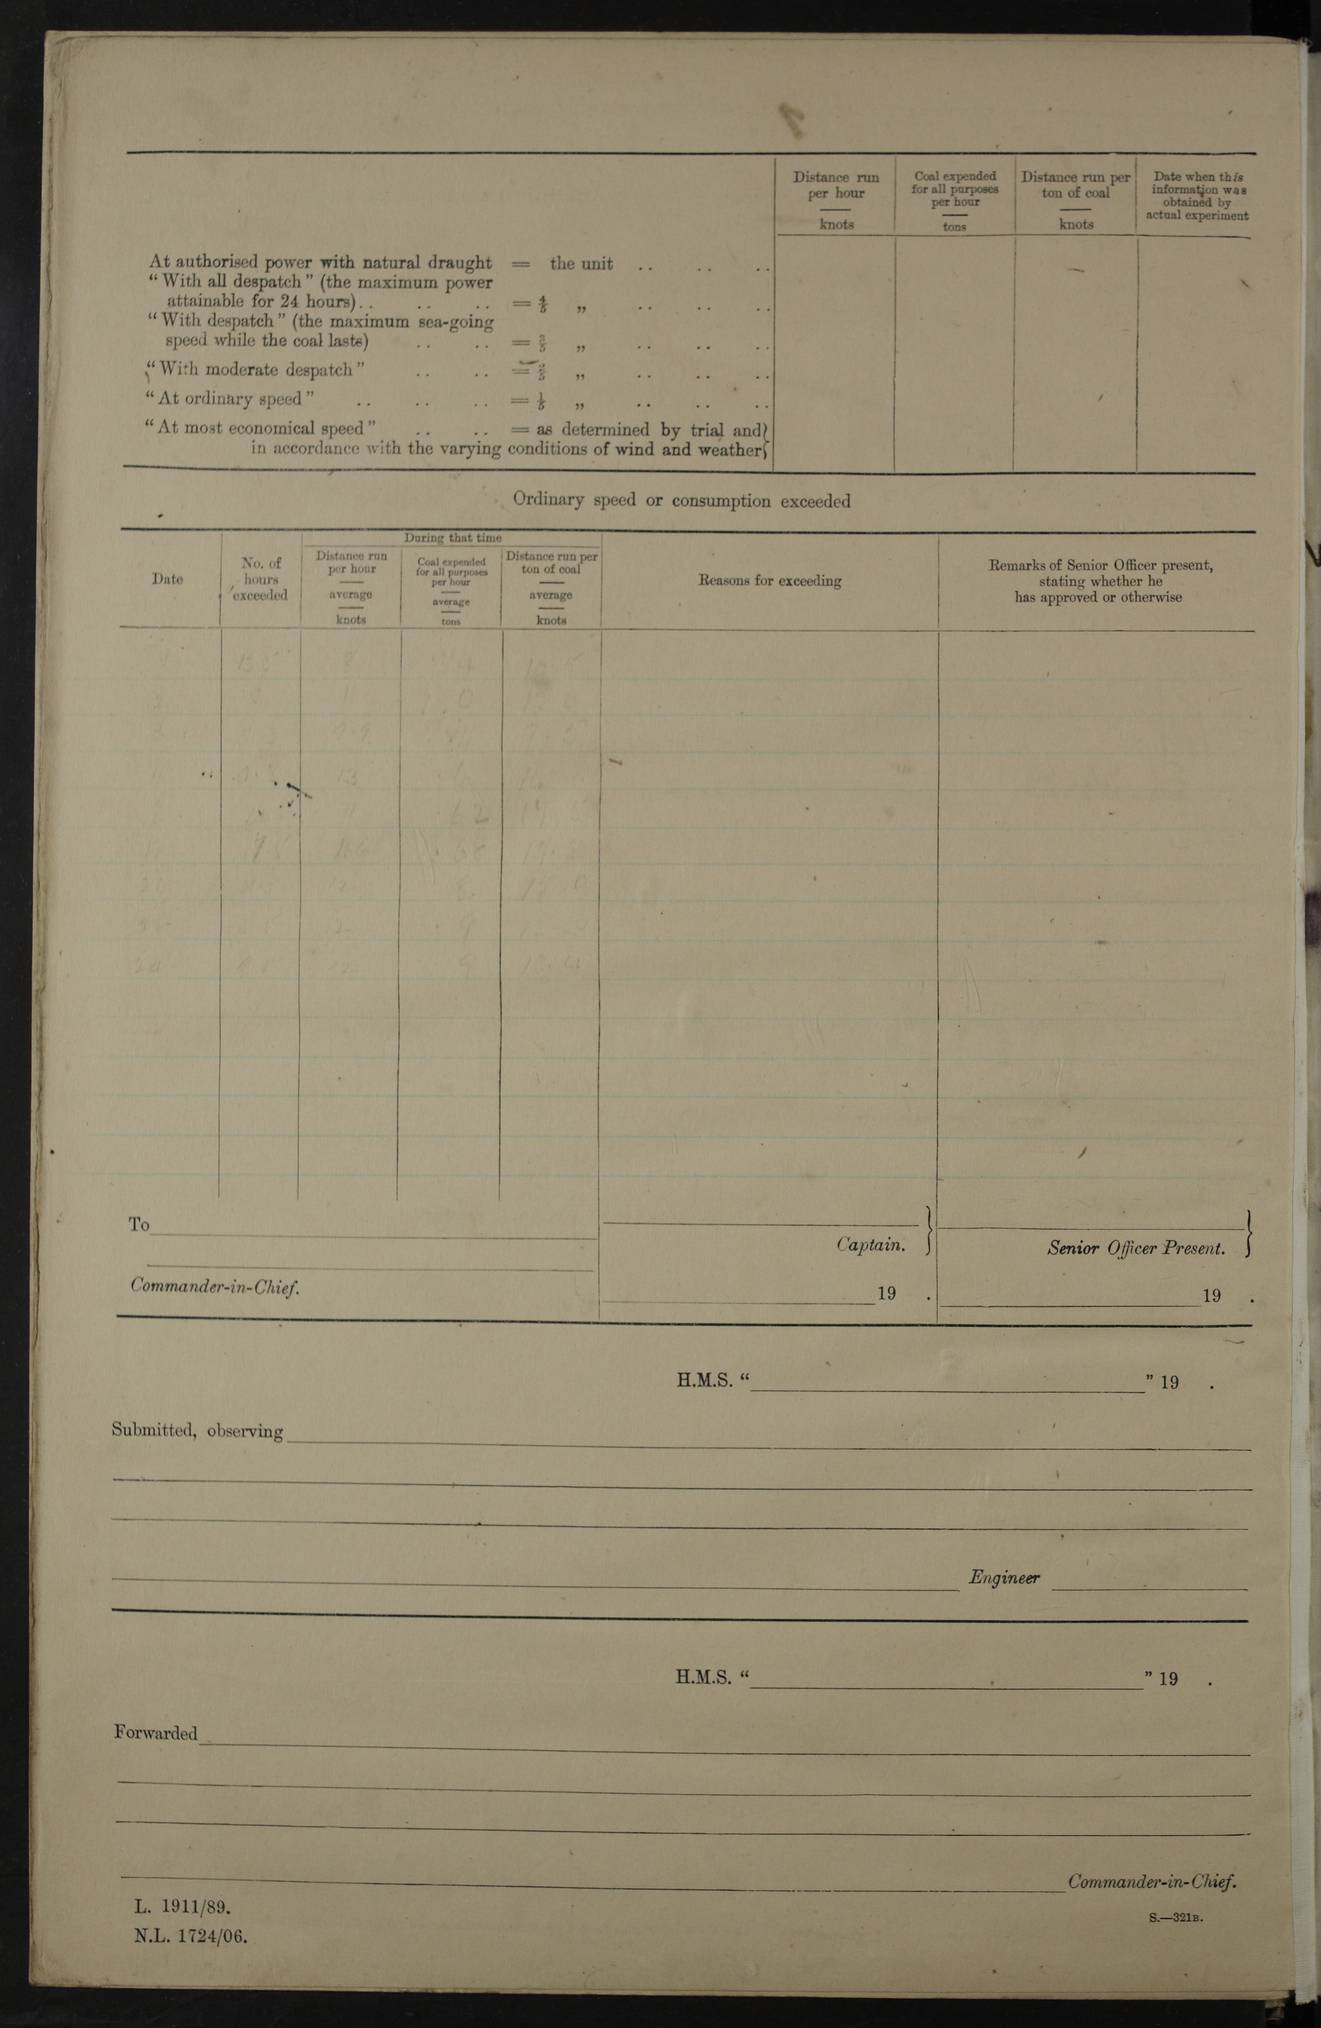 Distance run
per hour
knots
Coal expended
for all purposes
per hour
tons
Distance run per
ton of coal
knots
Date when this
information was
obtained by
actual experiment
At authorised power with natural draught = the unit .. .. ..
“With all despatch” (the maximum power
attainable for 24 hours) .. .. .. = 4/5 „ .. .. ..
“With despatch” (the maximum sea-going
speed while the coal lasts) .. .. = 3/5 „ .. .. ..
“With moderate despatch” .. .. = 2/5 „ .. .. ..
“At ordinary speed” .. .. .. = 1/5 „ .. .. ..
“At most economical speed” .. .. = as determined by trial and
in accordance with the varying conditions of wind and weather
Ordinary speed or consumption exceeded
Date
No. of
hours
exceeded
During that time
Distance run
per hour
average
knots
Coal expended
for all purposes
per hour
average
tons
Distance run per
ton of coal
average
knots
Reasons for exceeding
Remarks of Senior Officer present,
stating whether he
has approved or otherwise
To
Commander-in-Chief.
Captain.
19 .
Senior Officer Present.
19 .
H.M.S. “ ” 19 .
Submitted, observing
Engineer
H.M.S. “ ” 19 .
Forwarded
Commander-in-Chief.
L. 1911/89.
N.L. 1724/06.
S.—321B.